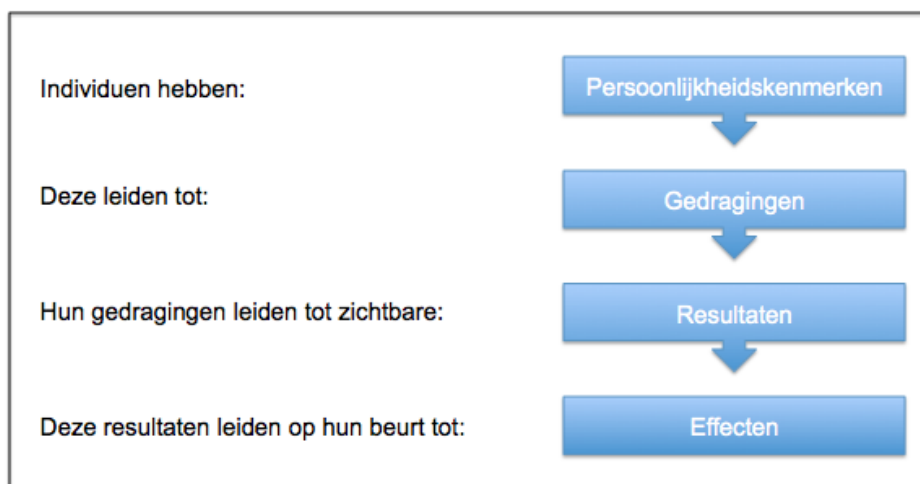 Individuen hebben:
Persoonlijkheidskenmerken
Deze leiden tot:
Gedragingen
Hun gedragingen leiden tot zichtbare:
Resultaten
Deze resultaten leiden op hun beurt tot:
Effecten